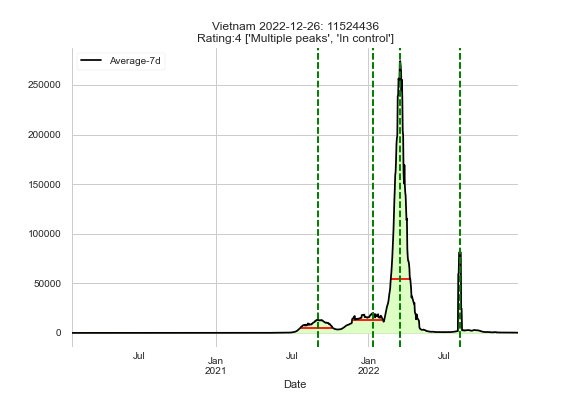 Vietnam 2022-12-26: 11524436
Rating:4 ['Multiple peaks', 'In control']
Average-7d
250000
200000
150000
100000
50000
0
Jul
Jan
2021
Jul
Jan
2022
Jul
Date